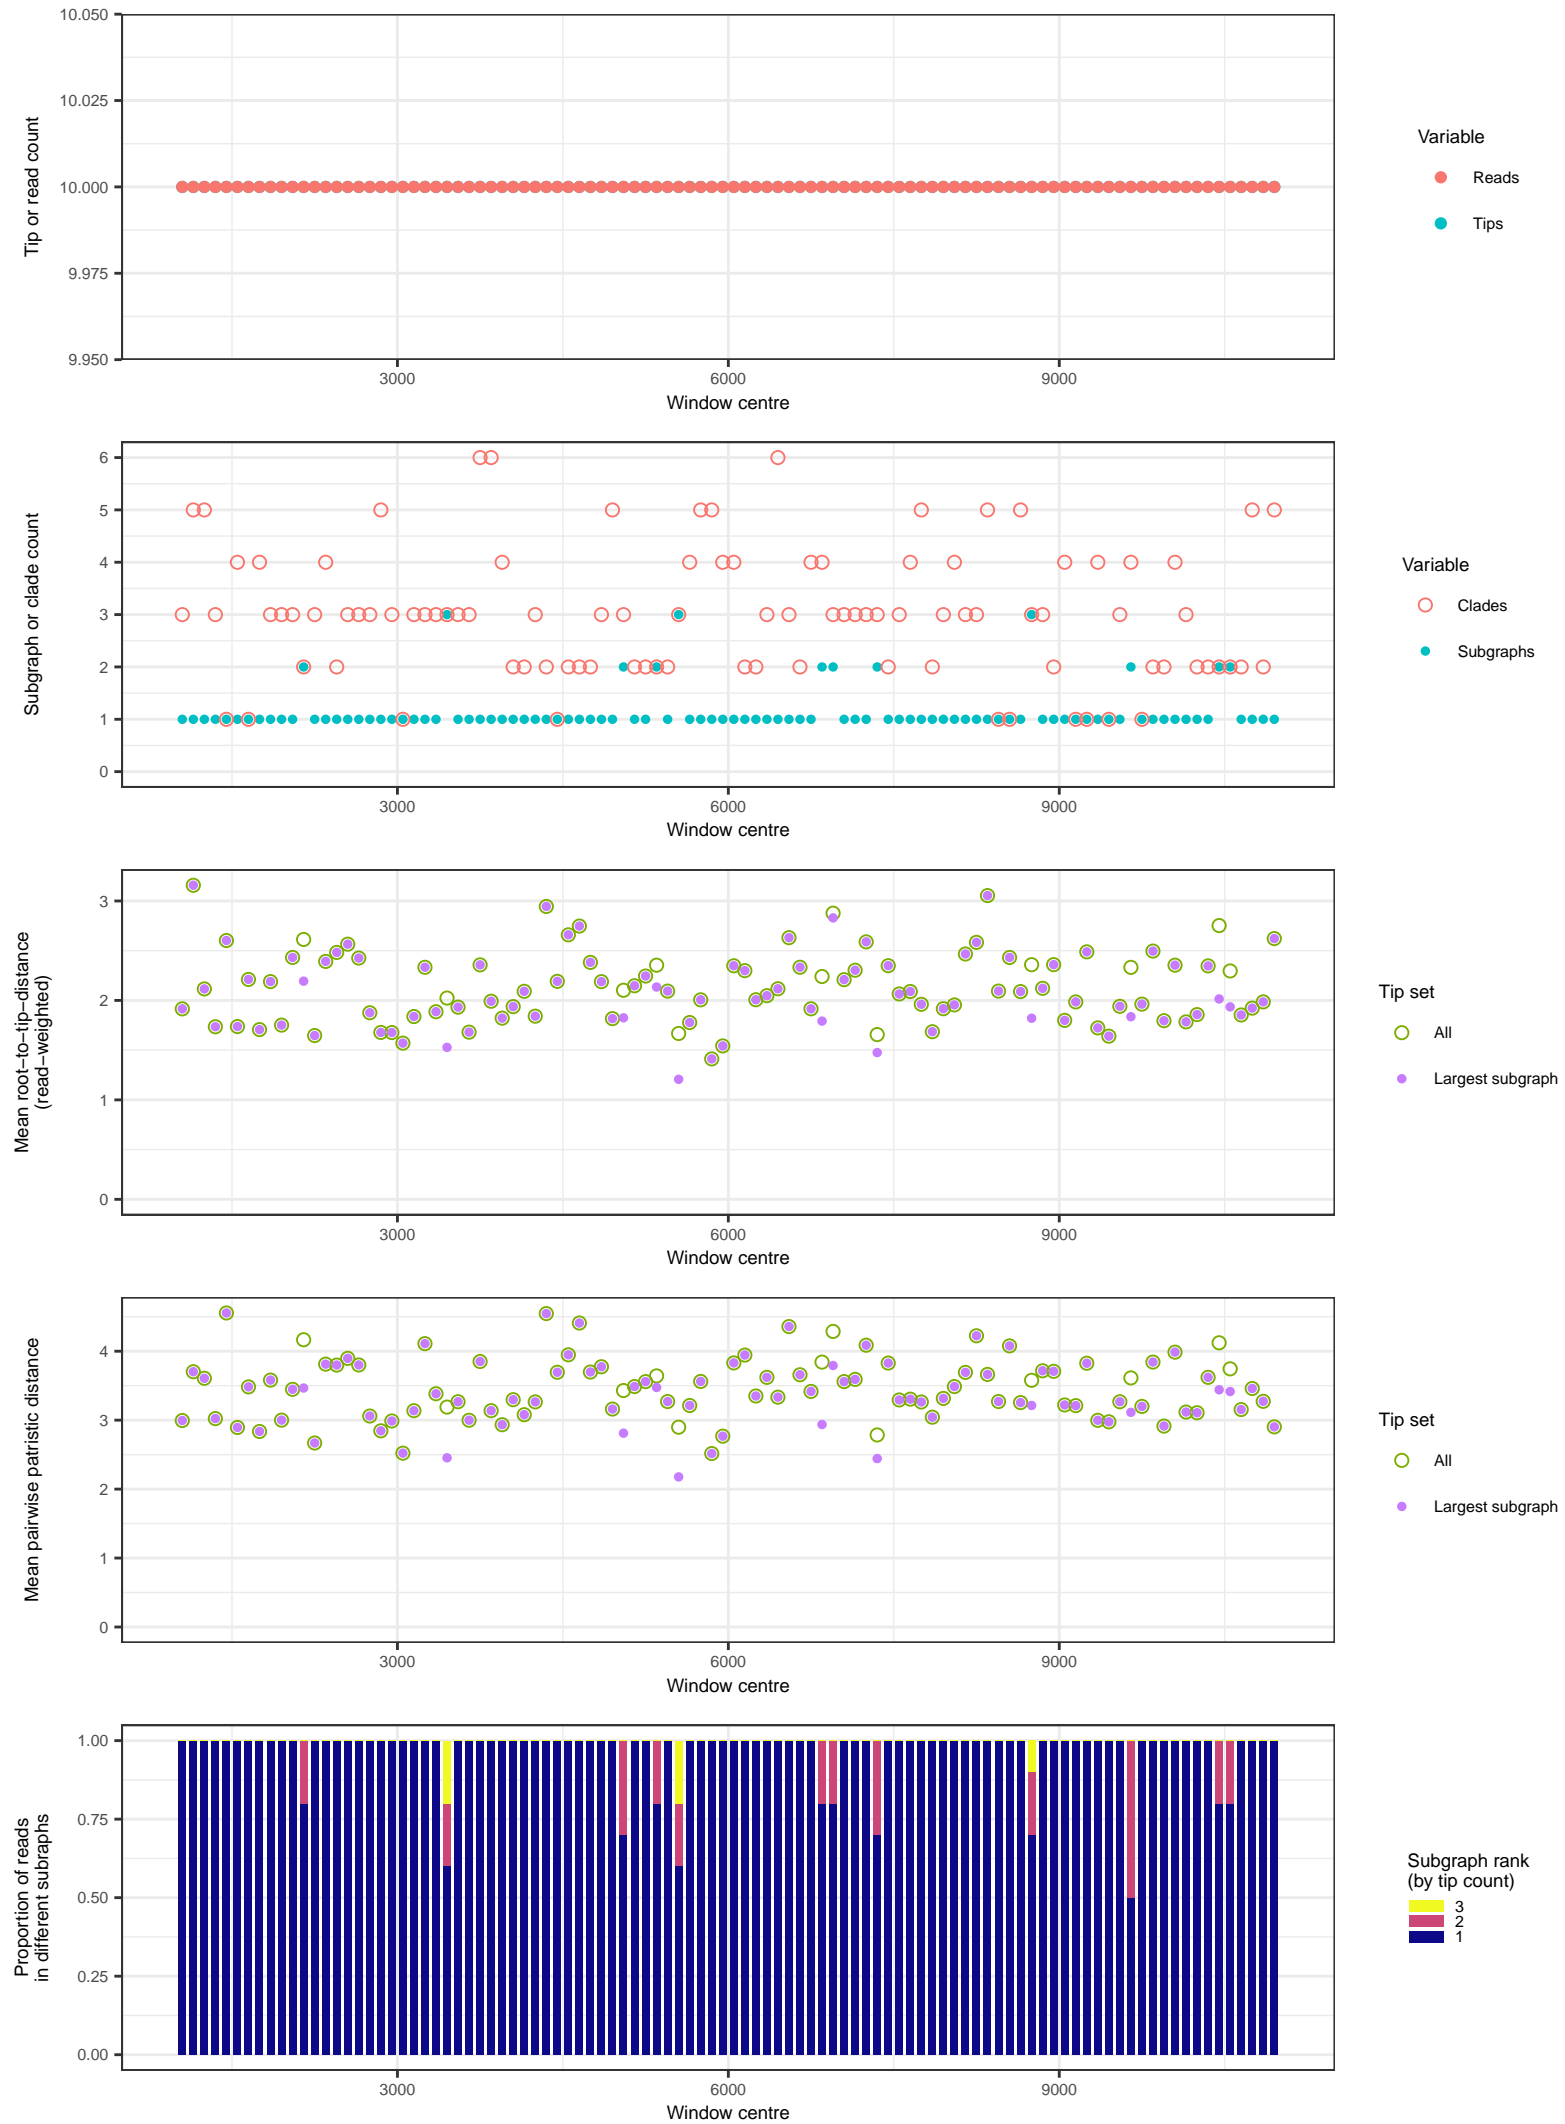 10.050
10.025
10.000
9.975
9.950
Tip or read count
3000 6000 9000
Window centre
Variable
Reads
Tips
6
5
4
3
2
1
0
Subgraph or clade count
3000 6000 9000
Window centre
Variable
Clades
Subgraphs
3
2
1
0
Mean root−to−tip−distance
(read−weighted)
3000 6000 9000
Window centre
Tip set
All
Largest subgraph
4
3
2
1
0
Mean pairwise patristic distance
3000 6000 9000
Window centre
Tip set
All
Largest subgraph
1.00
0.75
0.50
0.25
0.00
Proportion of reads
in different subraphs
3000 6000 9000
Window centre
Subgraph rank
(by tip count)
3
2
1